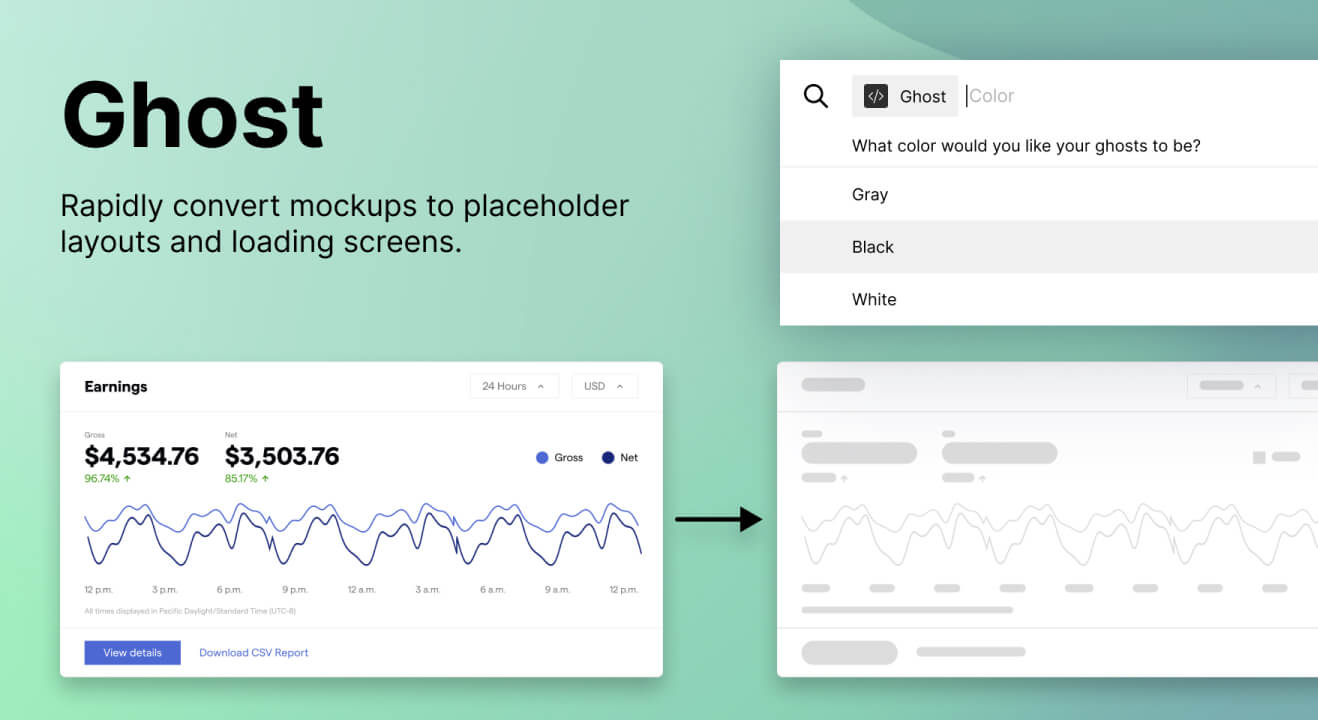 Ghost
Rapidly convert mockups to placeholder
layouts and loading screens.
Ghost Color
What color would you like your ghosts to be?
Gray
Black
White
Earnings
24 Hours
USD
Gross
Net
$4,534.76
$3,503.76
96.74% ↑
85.17% ↑
Gross
Net
12 p.m. 3 p.m. 6 p.m. 9 p.m. 12 a.m. 3 a.m. 6 a.m. 9 a.m. 12 p.m.
All times displayed in Pacific Daylight/Standard Time (UTC-8)
View details
Download CSV Report